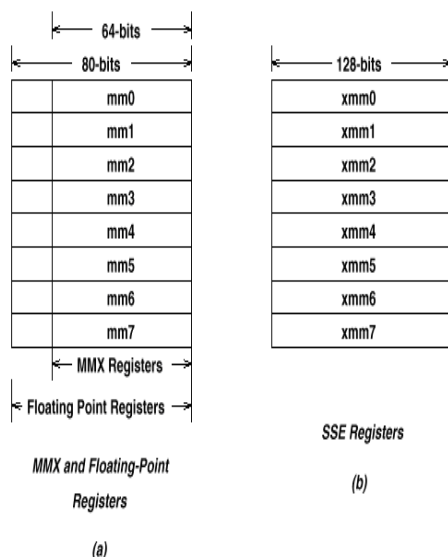 64-bits
80-bits
mm0
mm1
mm2
mm3
mm4
mm5
mm6
mm7
MMX Registers
Floating Point Registers
MMX and Floating-Point
Registers
(a)
128-bits
xmm0
xmm1
xmm2
xmm3
xmm4
xmm5
xmm6
xmm7
SSE Registers
(b)